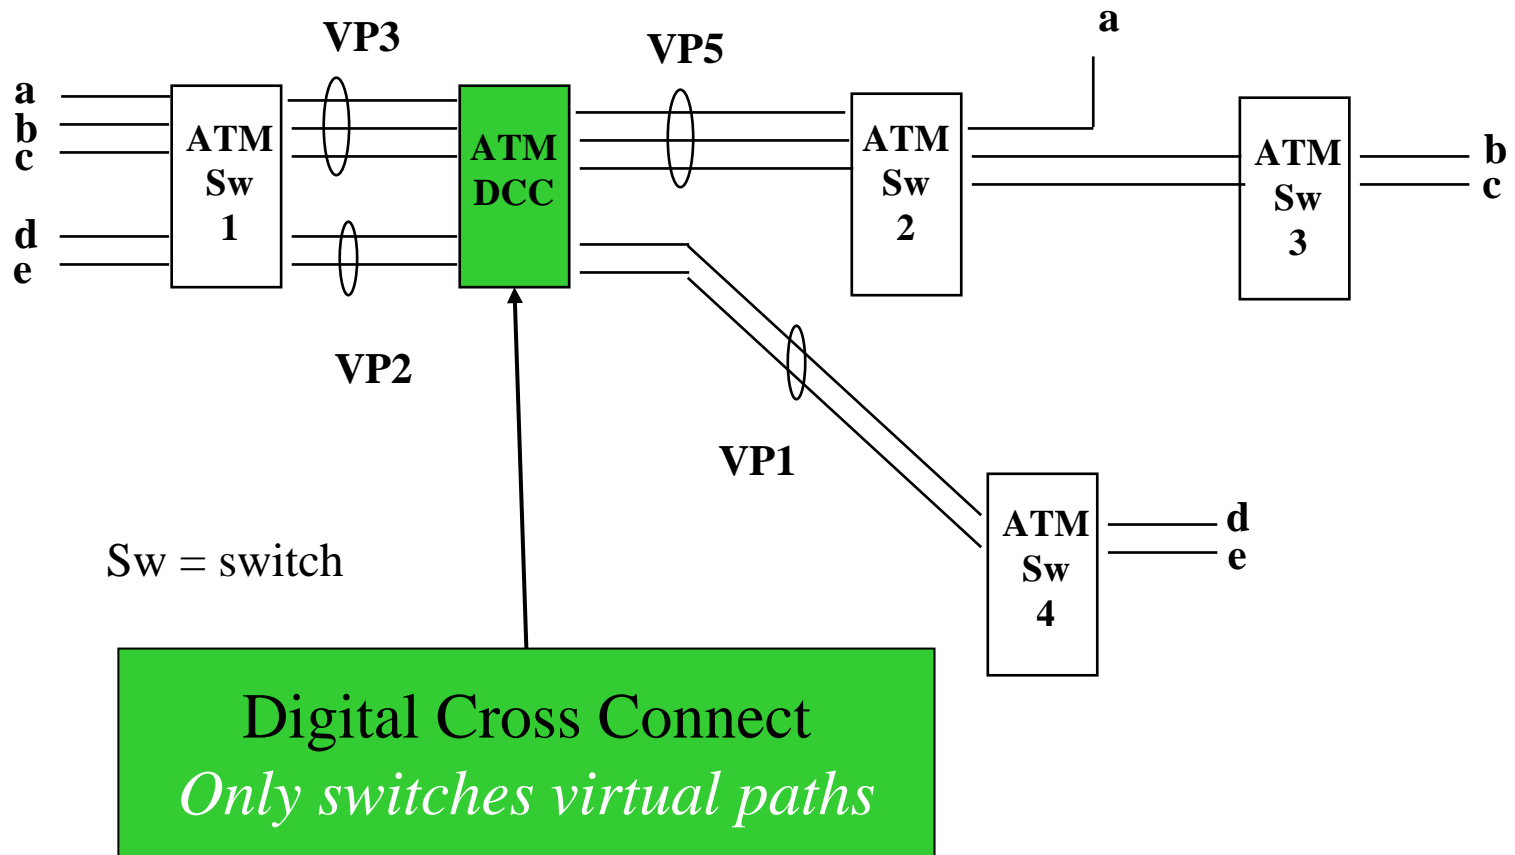 a
VP3
VP5
a
b
c
ATM
Sw
1
ATM
DCC
ATM
Sw
2
ATM
Sw
3
b
c
d
e
VP2
VP1
ATM
Sw
4
d
e
Sw = switch
Digital Cross Connect
Only switches virtual paths